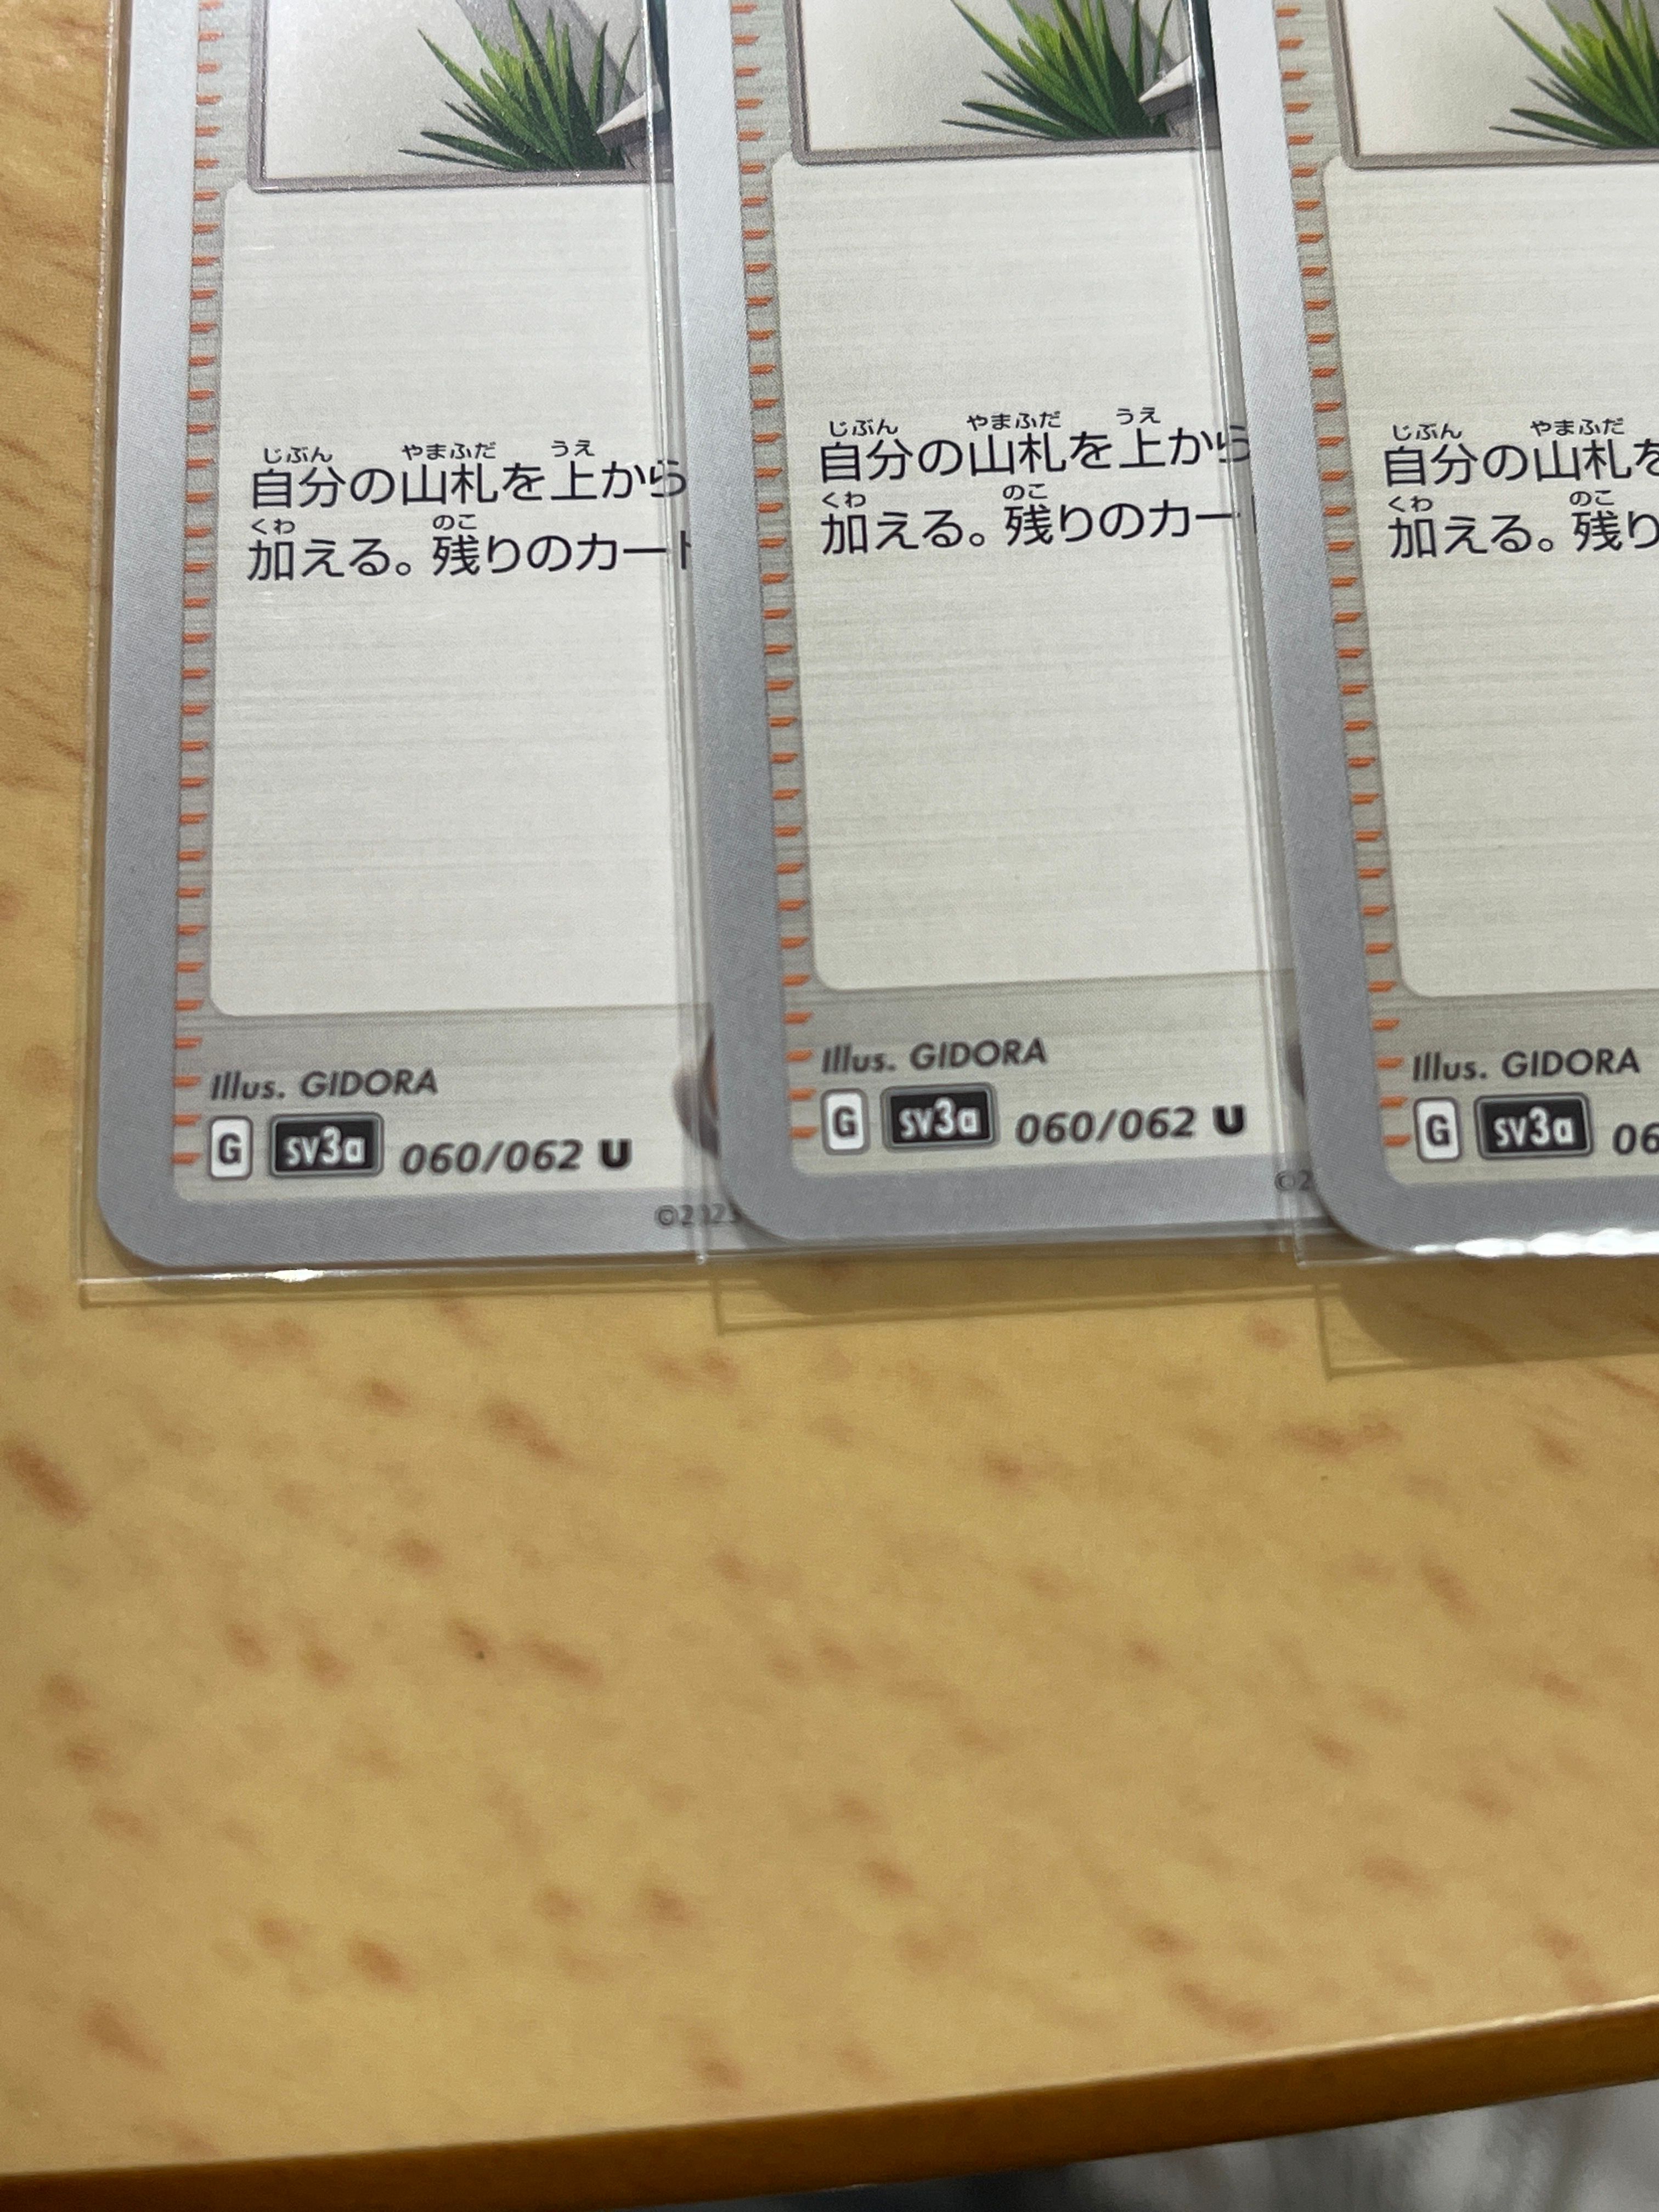 じぶん やまふだ うえ
自分の山札を上から
くわ のこ
加える。残りのカー
Illus. GIDORA
G sv3a 060/062 U
©2023
じぶん やまふだ うえ
自分の山札を上から
くわ のこ
加える。残りのカー
Illus. GIDORA
G sv3a 060/062 U
©2
じぶん やまふだ
自分の山札を
くわ のこ
加える。残り
Illus. GIDORA
G sv3a 06